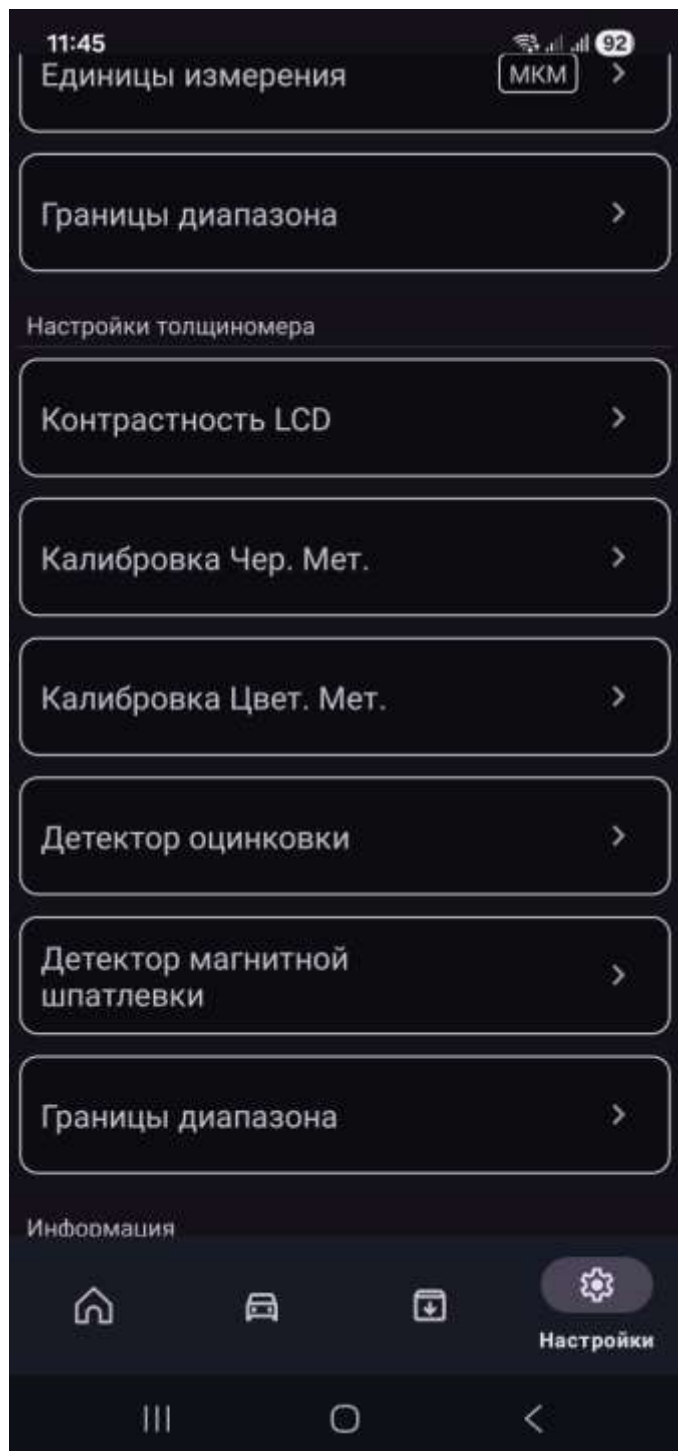 11:45
92
Единицы измерения МКМ
Границы диапазона
Настройки толщиномера
Контрастность LCD
Калибровка Чер. Мет.
Калибровка Цвет. Мет.
Детектор оцинковки
Детектор магнитной
шпатлевки
Границы диапазона
Информация
Настройки